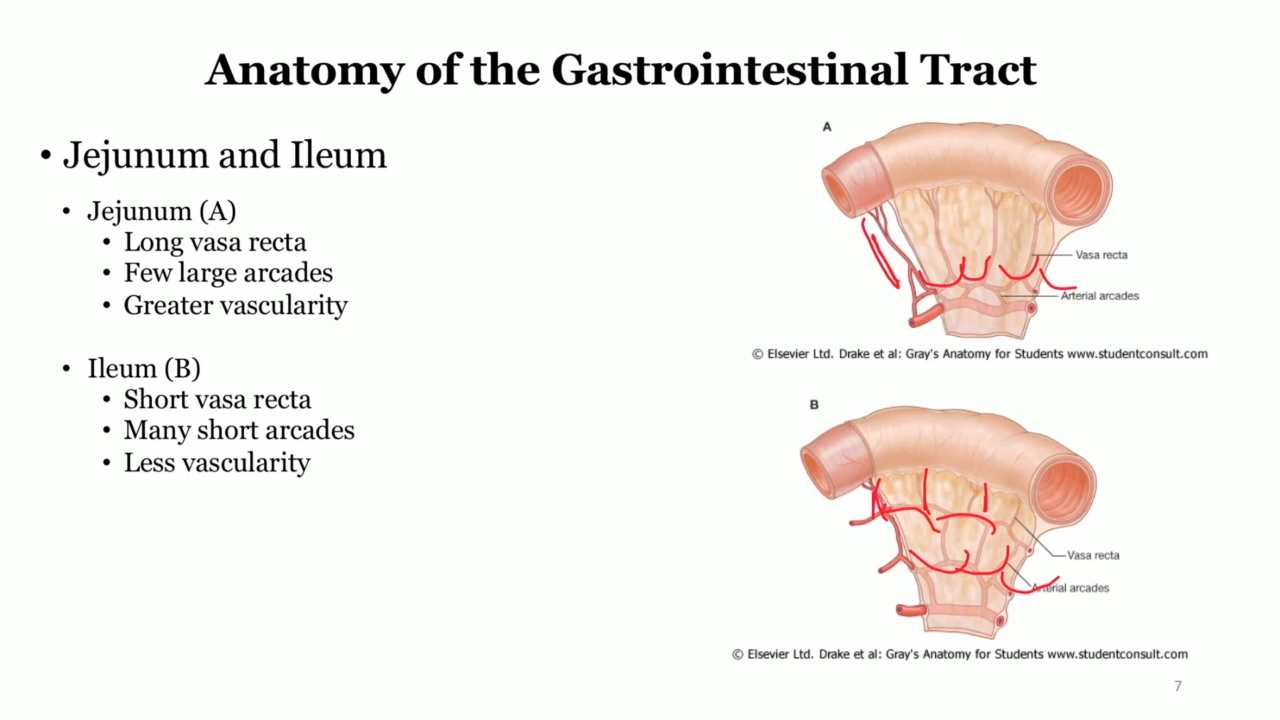 Anatomy of the Gastrointestinal Tract
• Jejunum and Ileum
• Jejunum (A)
• Long vasa recta
• Few large arcades
• Greater vascularity
• Ileum (B)
• Short vasa recta
• Many short arcades
• Less vascularity
A
Vasa recta
Arterial arcades
© Elsevier Ltd. Drake et al: Gray's Anatomy for Students www.studentconsult.com
B
Vasa recta
Arterial arcades
© Elsevier Ltd. Drake et al: Gray's Anatomy for Students www.studentconsult.com
7